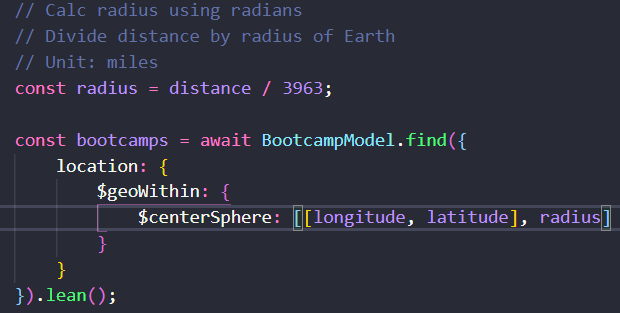 // Calc radius using radians
// Divide distance by radius of Earth
// Unit: miles
const radius = distance / 3963;
const bootcamps = await BootcampModel.find({
location: {
$geoWithin: {
$centerSphere: [[longitude, latitude], radius]
}
}
}).lean();